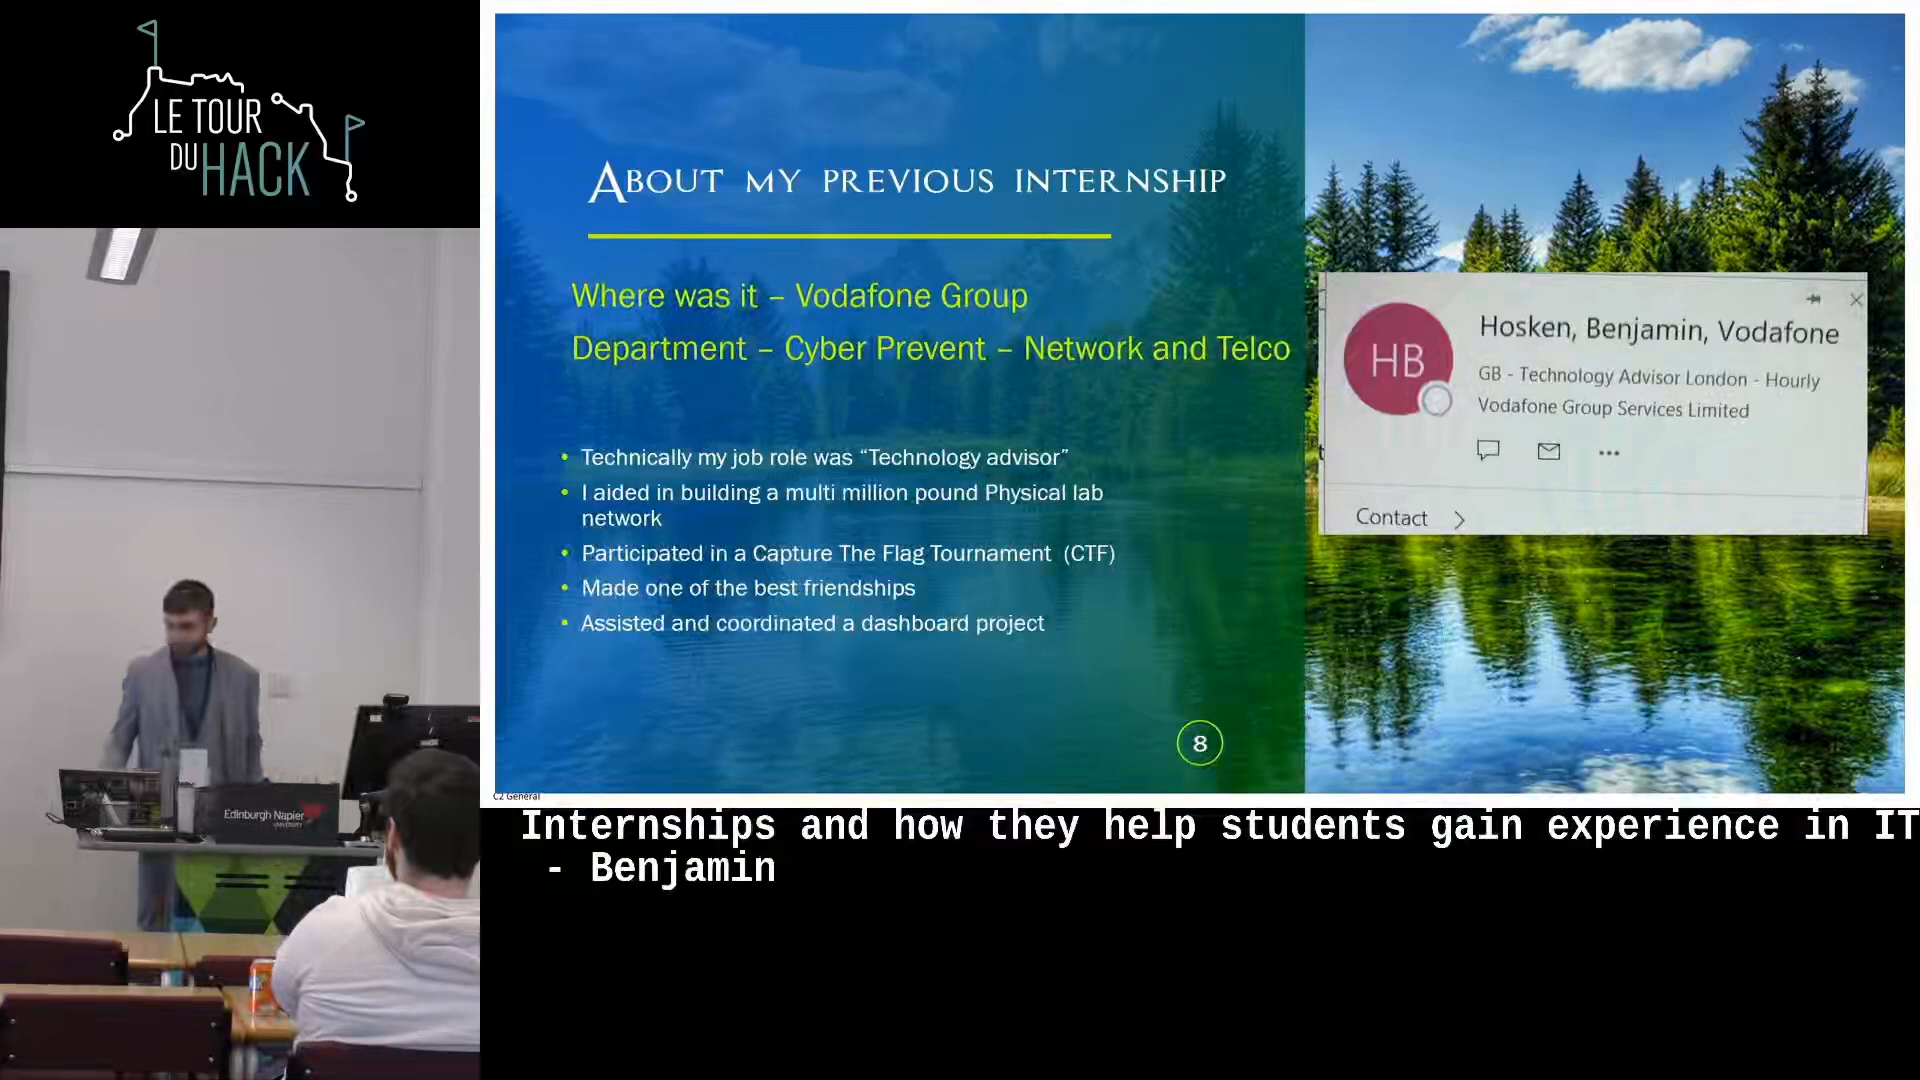 LE TOUR
DU HACK
ABOUT MY PREVIOUS INTERNSHIP
Where was it – Vodafone Group
Department – Cyber Prevent – Network and Telco
• Technically my job role was “Technology advisor”
• I aided in building a multi million pound Physical lab
network
• Participated in a Capture The Flag Tournament (CTF)
• Made one of the best friendships
• Assisted and coordinated a dashboard project
8
C2 General
HB
Hosken, Benjamin, Vodafone
GB - Technology Advisor London - Hourly
Vodafone Group Services Limited
Contact
Edinburgh Napier
UNIVERSITY
Internships and how they help students gain experience in IT
- Benjamin